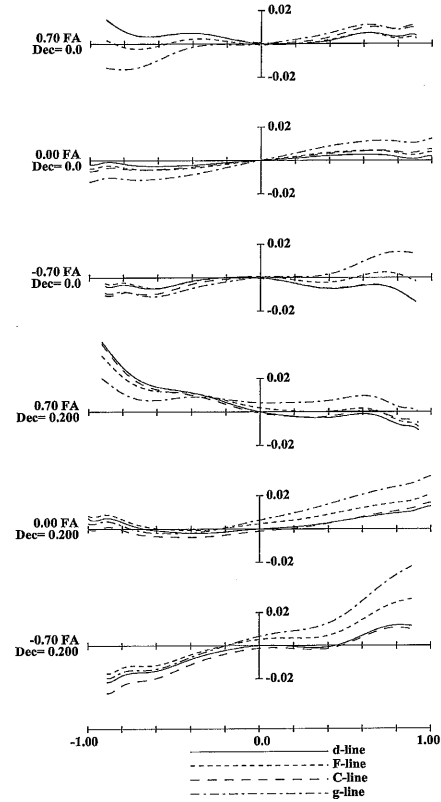 0.02
0.70 FA
Dec= 0.0
-0.02
0.02
0.00 FA
Dec= 0.0
-0.02
0.02
-0.70 FA
Dec= 0.0
-0.02
0.02
0.70 FA
Dec= 0.200
-0.02
0.02
0.00 FA
Dec= 0.200
-0.02
0.02
-0.70 FA
Dec= 0.200
-0.02
-1.00 0.0 1.00
d-line
F-line
C-line
g-line